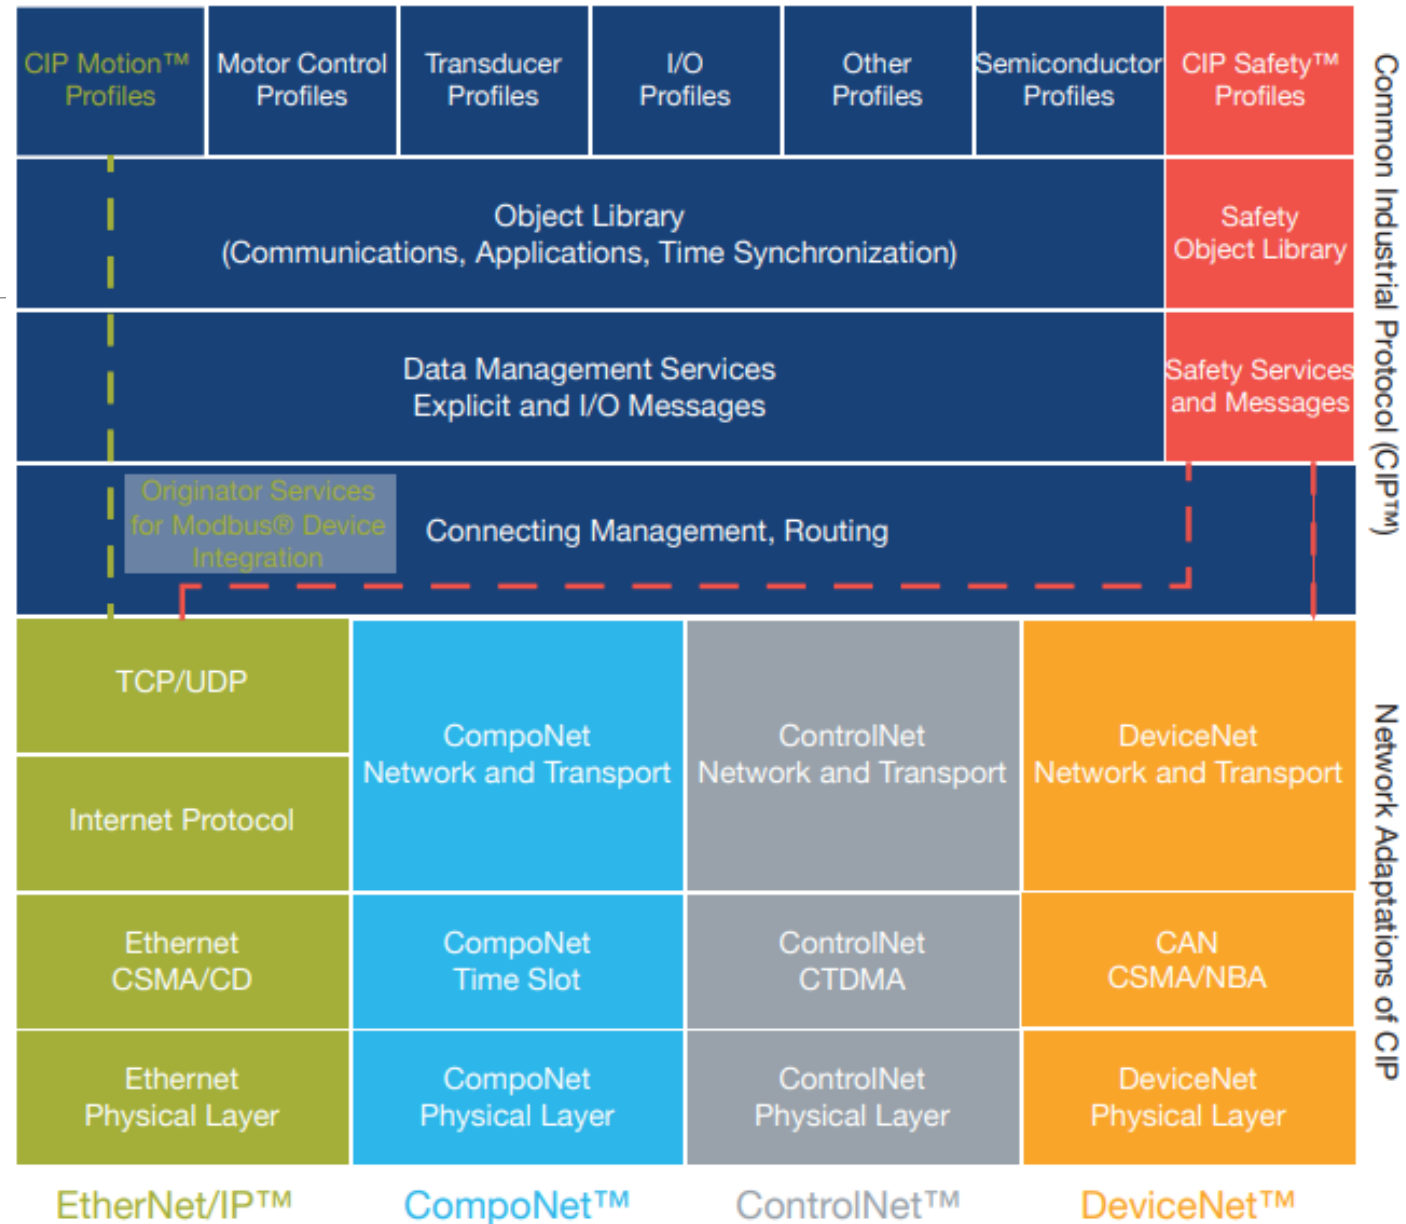 CIP Motion™
Profiles
Motor Control
Profiles
Transducer
Profiles
I/O
Profiles
Other
Profiles
Semiconductor
Profiles
CIP Safety™
Profiles
Object Library
(Communications, Applications, Time Synchronization)
Safety
Object Library
Data Management Services
Explicit and I/O Messages
Safety Services
and Messages
Originator Services
for Modbus® Device
Integration
Connecting Management, Routing
Common Industrial Protocol (CIP™)
TCP/UDP
Internet Protocol
CompoNet
Network and Transport
ControlNet
Network and Transport
DeviceNet
Network and Transport
Ethernet
CSMA/CD
CompoNet
Time Slot
ControlNet
CTDMA
CAN
CSMA/NBA
Ethernet
Physical Layer
CompoNet
Physical Layer
ControlNet
Physical Layer
DeviceNet
Physical Layer
Network Adaptations of CIP
EtherNet/IP™
CompoNet™
ControlNet™
DeviceNet™